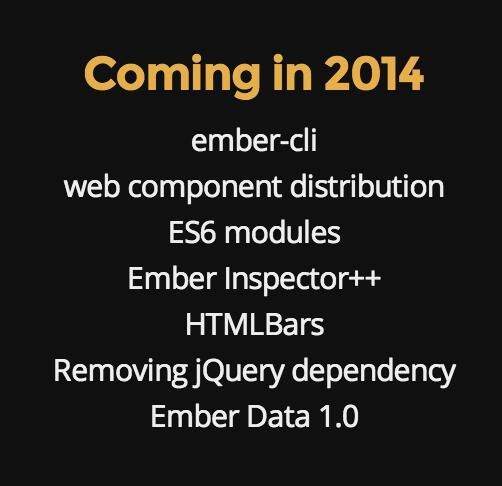 Coming in 2014
ember-cli
web component distribution
ES6 modules
Ember Inspector++
HTMLBars
Removing jQuery dependency
Ember Data 1.0